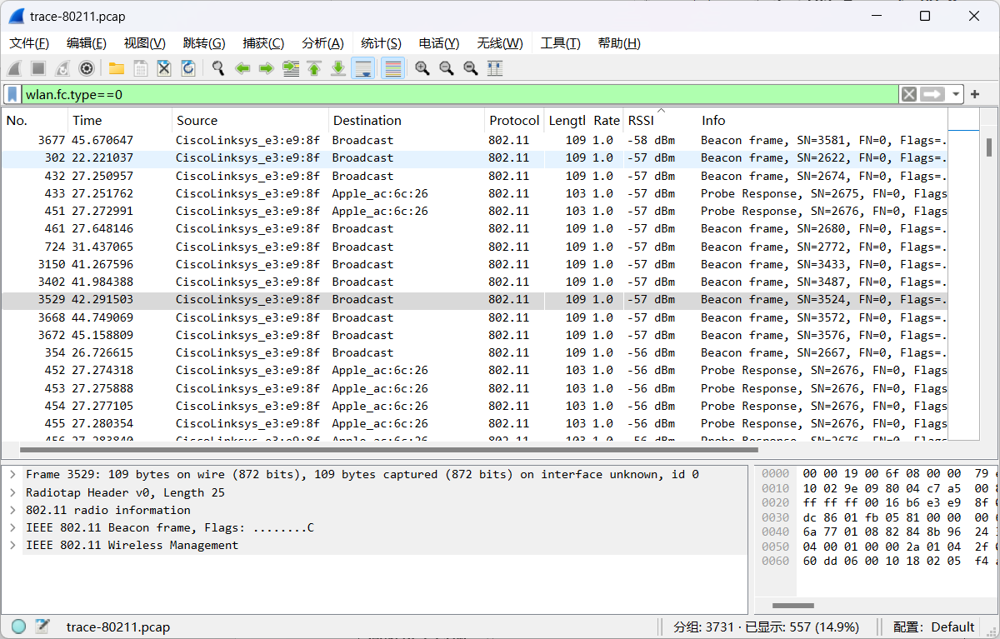 trace-80211.pcap
文件(F) 编辑(E) 视图(V) 跳转(G) 捕获(C) 分析(A) 统计(S) 电话(Y) 无线(W) 工具(T) 帮助(H)
wlan.fc.type==0
No. Time Source Destination Protocol Lengtl Rate RSSI Info
3677 45.670647 CiscoLinksys_e3:e9:8f Broadcast 802.11 109 1.0 -58 dBm Beacon frame, SN=3581, FN=0, Flags=.
302 22.221037 CiscoLinksys_e3:e9:8f Broadcast 802.11 109 1.0 -57 dBm Beacon frame, SN=2622, FN=0, Flags=.
432 27.250957 CiscoLinksys_e3:e9:8f Broadcast 802.11 109 1.0 -57 dBm Beacon frame, SN=2674, FN=0, Flags=.
433 27.251762 CiscoLinksys_e3:e9:8f Apple_ac:6c:26 802.11 103 1.0 -57 dBm Probe Response, SN=2675, FN=0, Flags
451 27.272991 CiscoLinksys_e3:e9:8f Apple_ac:6c:26 802.11 103 1.0 -57 dBm Probe Response, SN=2676, FN=0, Flags
461 27.648146 CiscoLinksys_e3:e9:8f Broadcast 802.11 109 1.0 -57 dBm Beacon frame, SN=2680, FN=0, Flags=.
724 31.437065 CiscoLinksys_e3:e9:8f Broadcast 802.11 109 1.0 -57 dBm Beacon frame, SN=2772, FN=0, Flags=.
3150 41.267596 CiscoLinksys_e3:e9:8f Broadcast 802.11 109 1.0 -57 dBm Beacon frame, SN=3433, FN=0, Flags=.
3402 41.984388 CiscoLinksys_e3:e9:8f Broadcast 802.11 109 1.0 -57 dBm Beacon frame, SN=3487, FN=0, Flags=.
3529 42.291503 CiscoLinksys_e3:e9:8f Broadcast 802.11 109 1.0 -57 dBm Beacon frame, SN=3524, FN=0, Flags=.
3668 44.749069 CiscoLinksys_e3:e9:8f Broadcast 802.11 109 1.0 -57 dBm Beacon frame, SN=3572, FN=0, Flags=.
3672 45.158809 CiscoLinksys_e3:e9:8f Broadcast 802.11 109 1.0 -57 dBm Beacon frame, SN=3576, FN=0, Flags=.
354 26.726615 CiscoLinksys_e3:e9:8f Broadcast 802.11 109 1.0 -56 dBm Beacon frame, SN=2667, FN=0, Flags=.
452 27.274318 CiscoLinksys_e3:e9:8f Apple_ac:6c:26 802.11 103 1.0 -56 dBm Probe Response, SN=2676, FN=0, Flags
453 27.275888 CiscoLinksys_e3:e9:8f Apple_ac:6c:26 802.11 103 1.0 -56 dBm Probe Response, SN=2676, FN=0, Flags
454 27.277105 CiscoLinksys_e3:e9:8f Apple_ac:6c:26 802.11 103 1.0 -56 dBm Probe Response, SN=2676, FN=0, Flags
455 27.280354 CiscoLinksys_e3:e9:8f Apple_ac:6c:26 802.11 103 1.0 -56 dBm Probe Response, SN=2676, FN=0, Flags
456 27.283840 CiscoLinksys_e3:e9:8f Apple_ac:6c:26 802.11 103 1.0 -56 dBm Probe Response, SN=2676, FN=0, Flags
Frame 3529: 109 bytes on wire (872 bits), 109 bytes captured (872 bits) on interface unknown, id 0
Radiotap Header v0, Length 25
802.11 radio information
IEEE 802.11 Beacon frame, Flags: ........C
IEEE 802.11 Wireless Management
0000 00 00 19 00 6f 08 00 00 79
0010 10 02 9e 09 80 04 c7 a5 00
0020 ff ff ff 00 16 b6 e3 e9 8f
0030 dc 86 01 fb 05 81 00 00 00
0040 6a 77 01 08 82 84 8b 96 24
0050 04 00 01 00 00 2a 01 04 2f
0060 60 dd 06 00 10 18 02 05 f4
trace-80211.pcap 分组: 3731 · 已显示: 557 (14.9%) 配置: Default